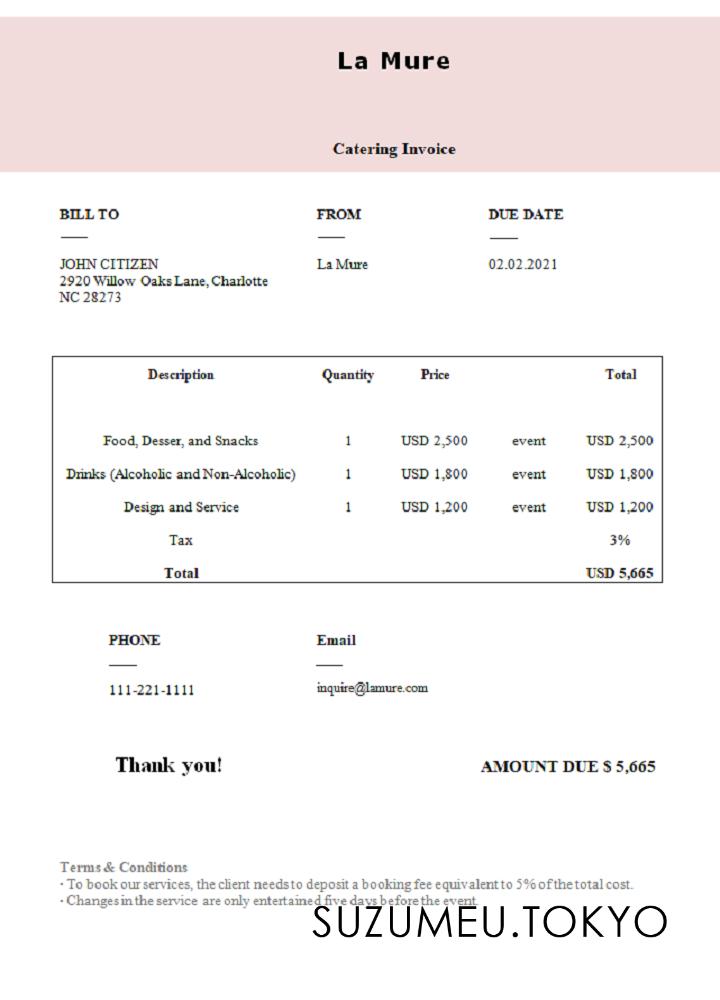 La Mure
Catering Invoice
BILL TO FROM DUE DATE
JOHN CITIZEN La Mure 02.02.2021
2920 Willow Oaks Lane, Charlotte
NC 28273
Description Quantity Price Total
Food, Desser, and Snacks 1 USD 2,500 event USD 2,500
Drinks (Alcoholic and Non-Alcoholic) 1 USD 1,800 event USD 1,800
Design and Service 1 USD 1,200 event USD 1,200
Tax 3%
Total USD 5,665
PHONE Email
111-221-1111 inquire@lamure.com
Thank you! AMOUNT DUE $ 5,665
Terms & Conditions
· To book our services, the client needs to deposit a booking fee equivalent to 5% of the total cost.
· Changes in the service are only entertained five days before the event.
SUZUMEU.TOKYO